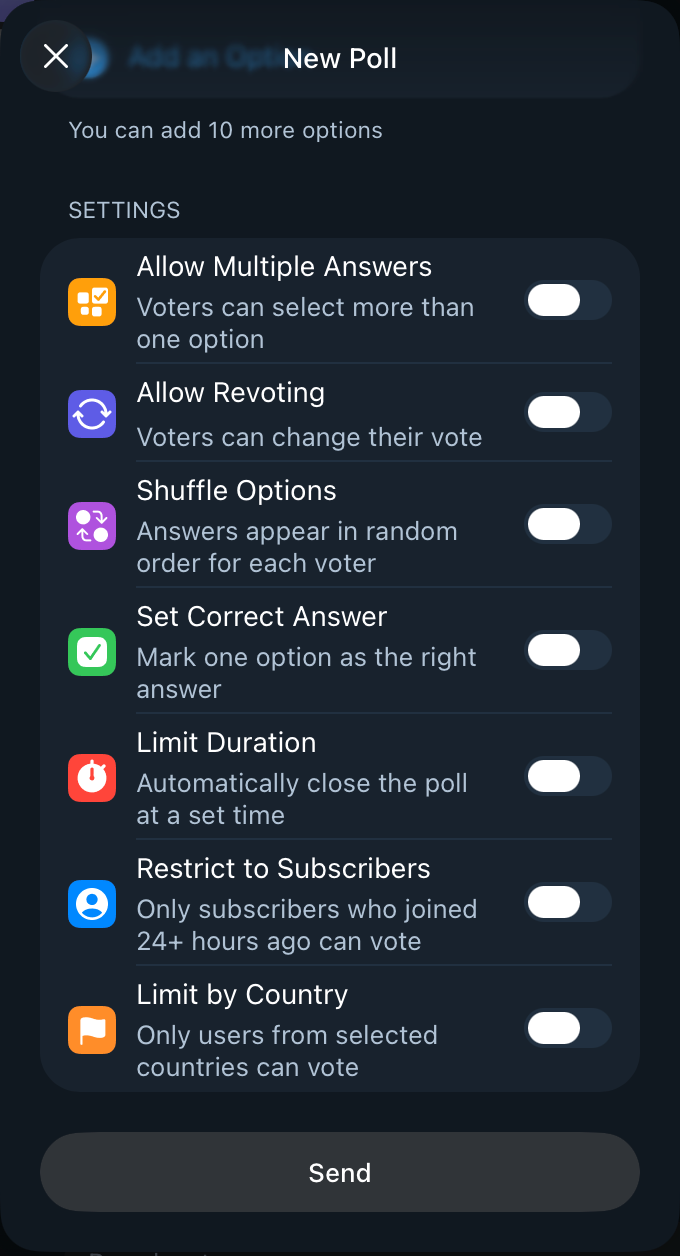 Add an Option
New Poll
You can add 10 more options
SETTINGS
Allow Multiple Answers
Voters can select more than
one option
Allow Revoting
Voters can change their vote
Shuffle Options
Answers appear in random
order for each voter
Set Correct Answer
Mark one option as the right
answer
Limit Duration
Automatically close the poll
at a set time
Restrict to Subscribers
Only subscribers who joined
24+ hours ago can vote
Limit by Country
Only users from selected
countries can vote
Send